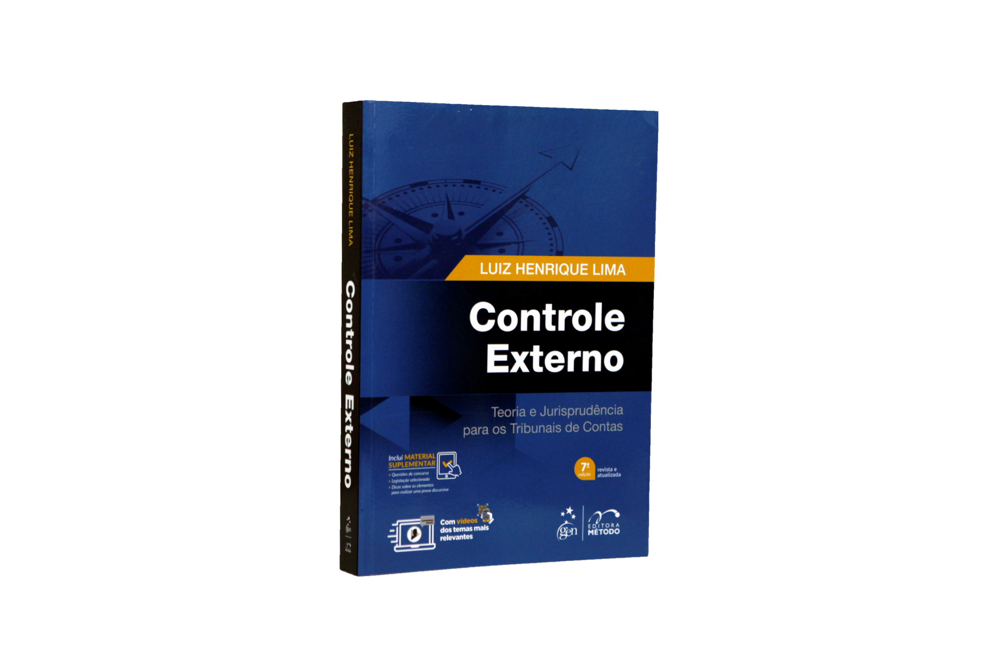 LUIZ HENRIQUE LIMA
Controle Externo
LUIZ HENRIQUE LIMA
Controle
Externo
Teoria e Jurisprudência
para os Tribunais de Contas
Inclui MATERIAL
SUPLEMENTAR
• Questões de concurso
• Legislação selecionada
• Dicas sobre os elementos
para realizar uma prova discursiva
7ª
edição
revista e
atualizada
Com vídeos
dos temas mais
relevantes
gen
EDITORA
MÉTODO